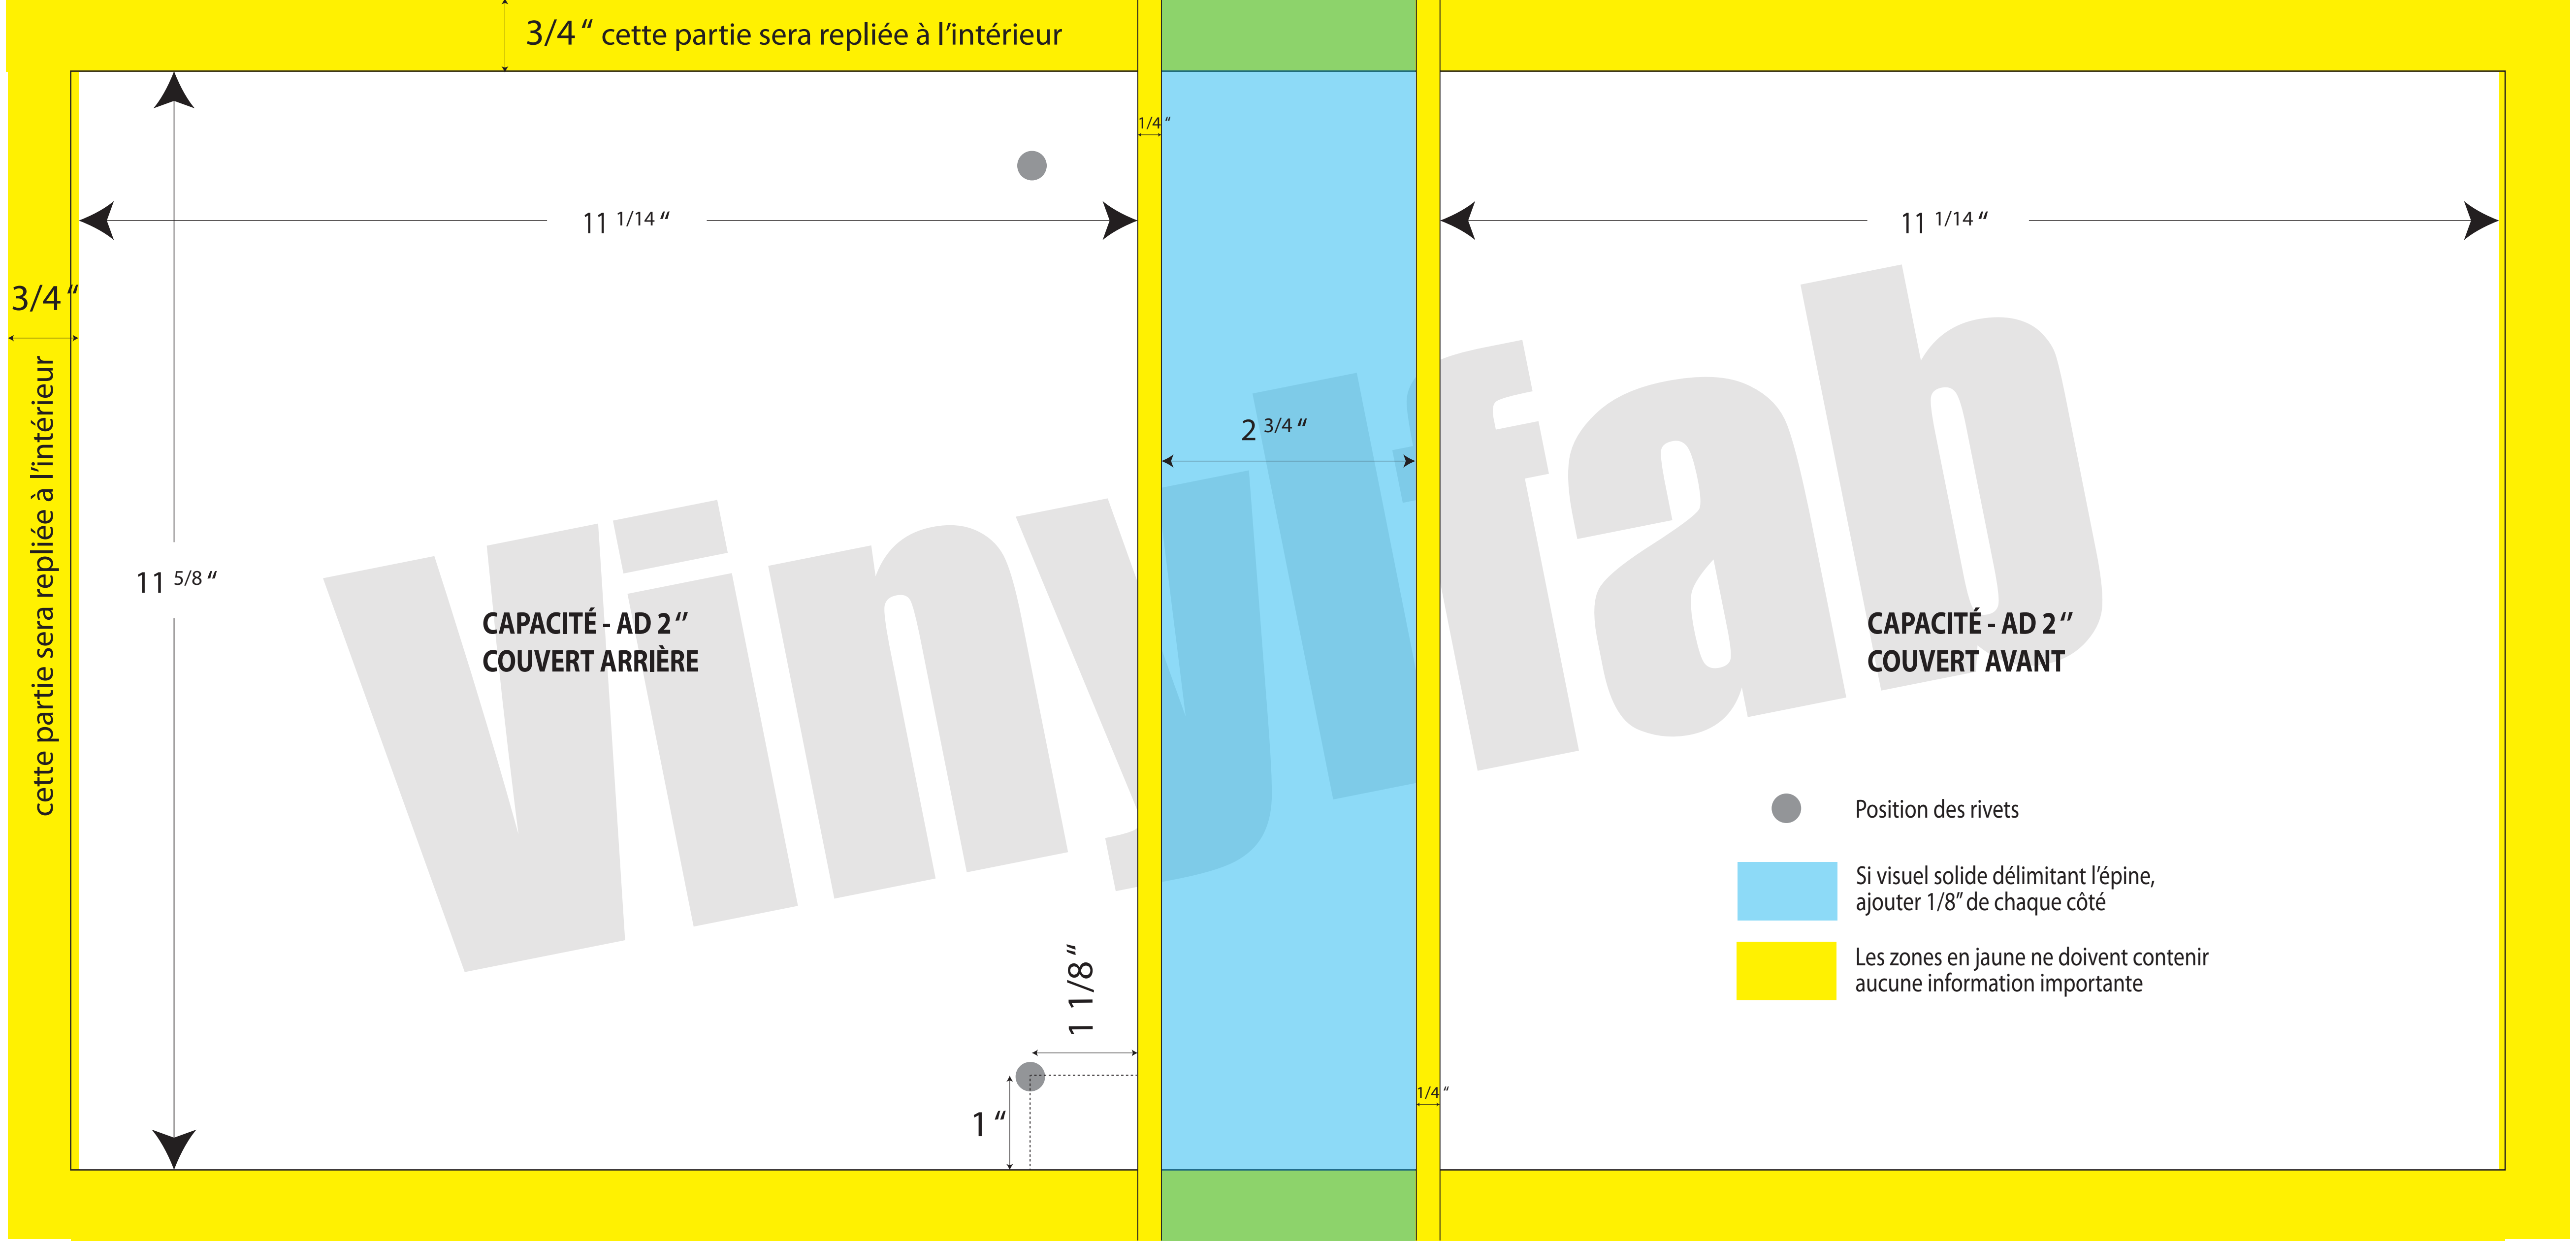 3/4 “ cette partie sera repliée à l’intérieur
1/4 “
11 1/14 “
11 1/14 “
3/4 “
cette partie sera repliée à l’intérieur
2 3/4 “
11 5/8 “
Vinylfab
CAPACITÉ - AD 2 ‘’
COUVERT ARRIÈRE
CAPACITÉ - AD 2 ‘’
COUVERT AVANT
Position des rivets
Si visuel solide délimitant l’épine,
ajouter 1/8’’ de chaque côté
Les zones en jaune ne doivent contenir
aucune information importante
1 1/8 “
1 “
1/4 “